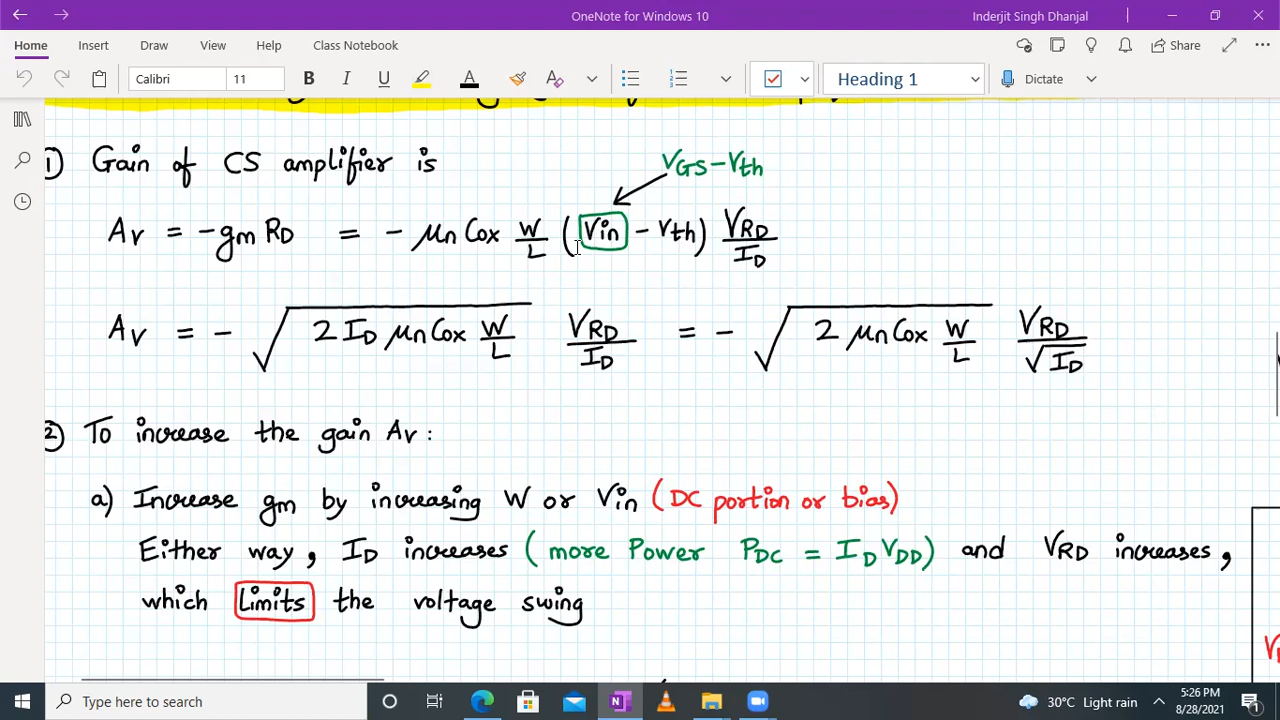 OneNote for Windows 10
Inderjit Singh Dhanjal
Home Insert Draw View Help Class Notebook
Share
Calibri 11 B I U A A Heading 1 Dictate
1) Gain of CS amplifier is
VGS-Vth
Av = -gm RD = - μn Cox W/L (Vin - Vth) VRD/ID
Av = - √(2 ID μn Cox W/L) VRD/ID = - √(2 μn Cox W/L) VRD/√ID
2) To increase the gain Av :
a) Increase gm by increasing W or Vin (DC portion or bias)
Either way, ID increases (more Power PDC = ID VDD) and VRD increases,
which Limits the voltage swing
Type here to search
30°C Light rain
5:26 PM
8/28/2021